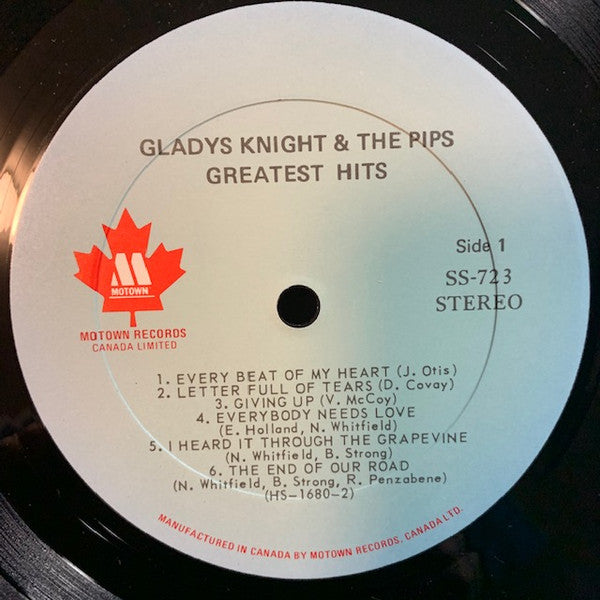 GLADYS KNIGHT & THE PIPS
GREATEST HITS
MOTOWN
MOTOWN RECORDS
CANADA LIMITED
Side 1
SS-723
STEREO
1. EVERY BEAT OF MY HEART (J. Otis)
2. LETTER FULL OF TEARS (D. Covay)
3. GIVING UP (V. McCoy)
4. EVERYBODY NEEDS LOVE
(E. Holland, N. Whitfield)
5. I HEARD IT THROUGH THE GRAPEVINE
(N. Whitfield, B. Strong)
6. THE END OF OUR ROAD
(N. Whitfield, B. Strong, R. Penzabene)
(HS-1680-2)
MANUFACTURED IN CANADA BY MOTOWN RECORDS, CANADA LTD.